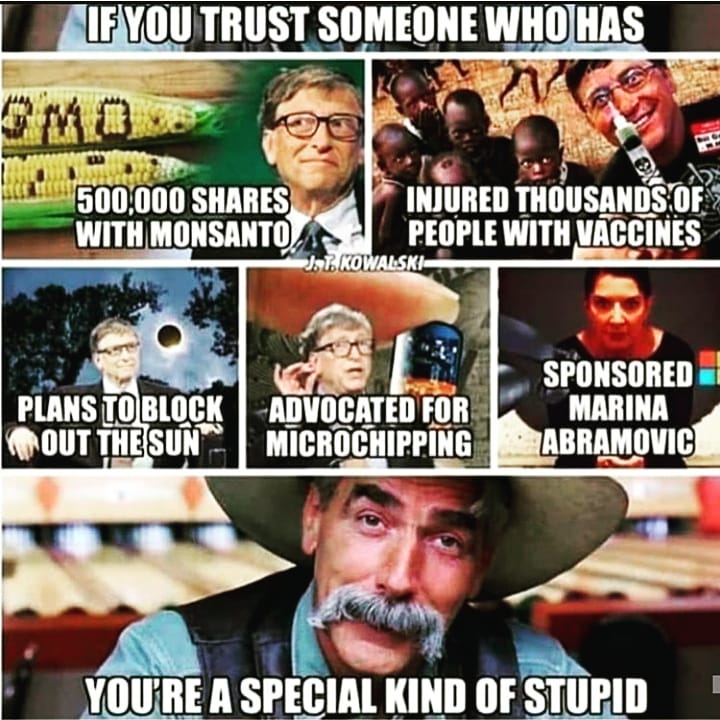 IF YOU TRUST SOMEONE WHO HAS
GMO
500,000 SHARES
WITH MONSANTO
INJURED THOUSANDS OF
PEOPLE WITH VACCINES
J. T. KOWALSKI
PLANS TO BLOCK
OUT THE SUN
ADVOCATED FOR
MICROCHIPPING
SPONSORED
MARINA
ABRAMOVIC
YOU'RE A SPECIAL KIND OF STUPID